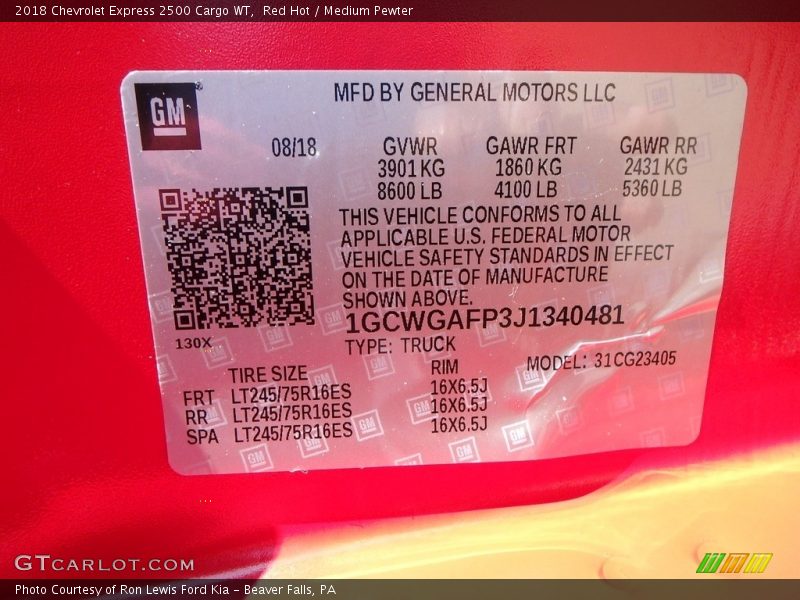 2018 Chevrolet Express 2500 Cargo WT, Red Hot / Medium Pewter
GM
MFD BY GENERAL MOTORS LLC
08/18 GVWR GAWR FRT GAWR RR
3901 KG 1860 KG 2431 KG
8600 LB 4100 LB 5360 LB
THIS VEHICLE CONFORMS TO ALL
APPLICABLE U.S. FEDERAL MOTOR
VEHICLE SAFETY STANDARDS IN EFFECT
ON THE DATE OF MANUFACTURE
SHOWN ABOVE.
1GCWGAFP3J1340481
130X
TYPE: TRUCK
MODEL: 31CG23405
TIRE SIZE RIM
FRT LT245/75R16ES 16X6.5J
RR LT245/75R16ES 16X6.5J
SPA LT245/75R16ES 16X6.5J
GTCARLOT.COM
Photo Courtesy of Ron Lewis Ford Kia - Beaver Falls, PA